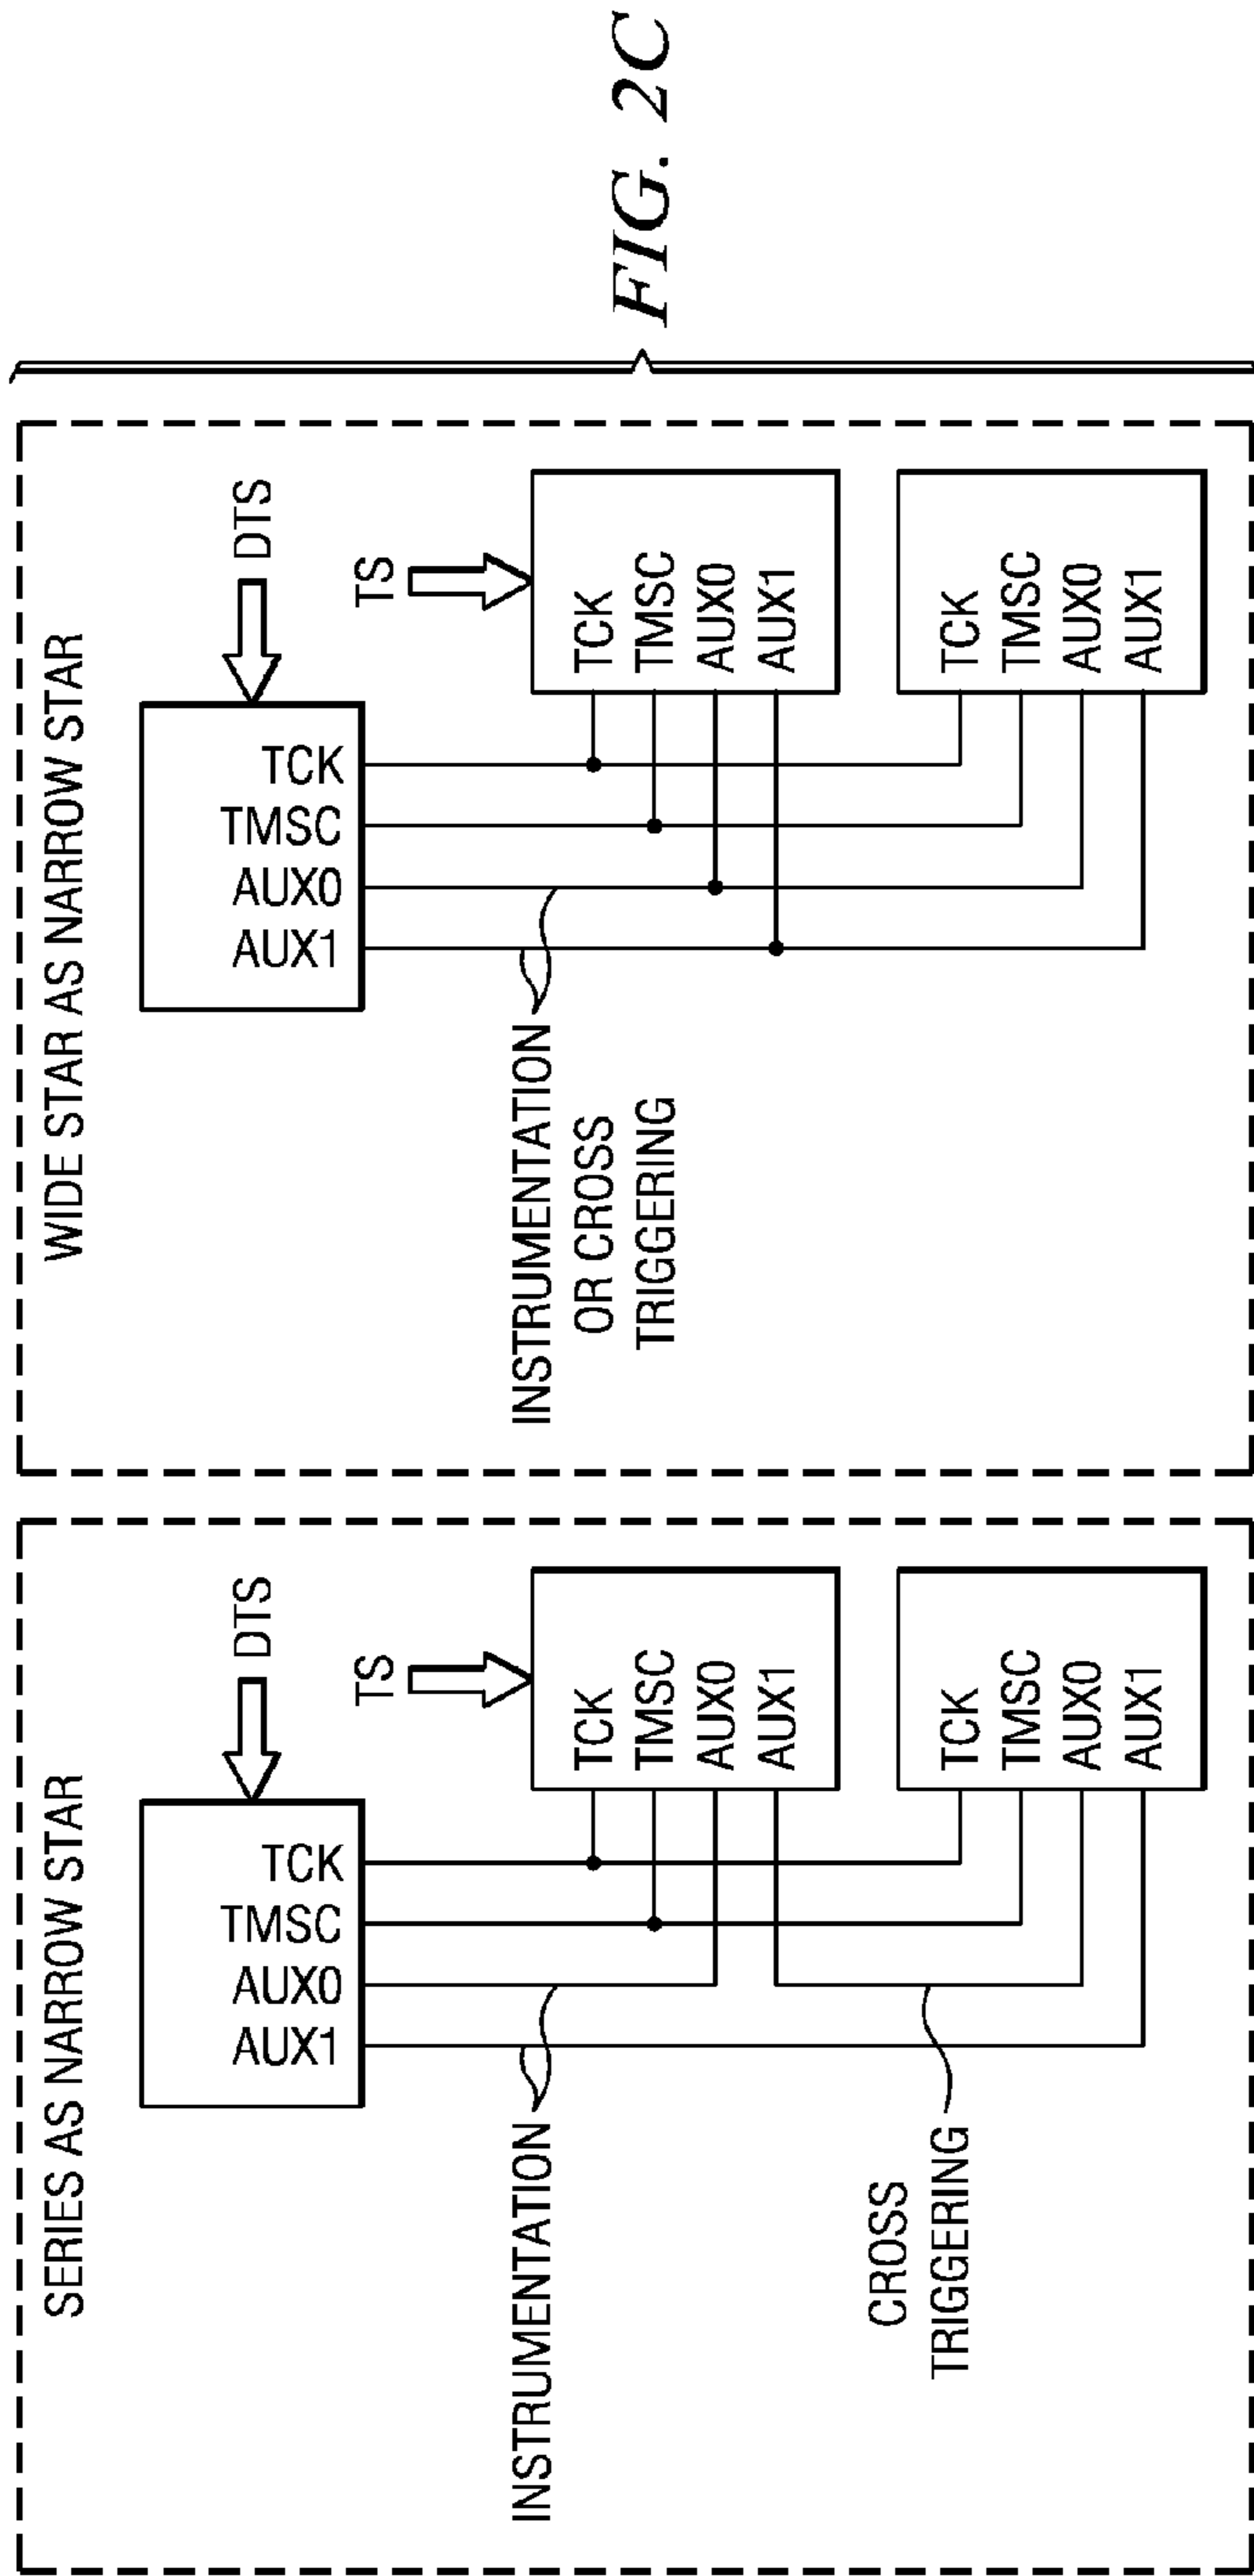 SERIES AS NARROW STAR
DTS
TCK
TMSC
AUX0
AUX1
TS
INSTRUMENTATION
TCK
TMSC
AUX0
AUX1
CROSS
TRIGGERING
TCK
TMSC
AUX0
AUX1
WIDE STAR AS NARROW STAR
DTS
TCK
TMSC
AUX0
AUX1
TS
INSTRUMENTATION
OR CROSS
TRIGGERING
TCK
TMSC
AUX0
AUX1
TCK
TMSC
AUX0
AUX1
FIG. 2C